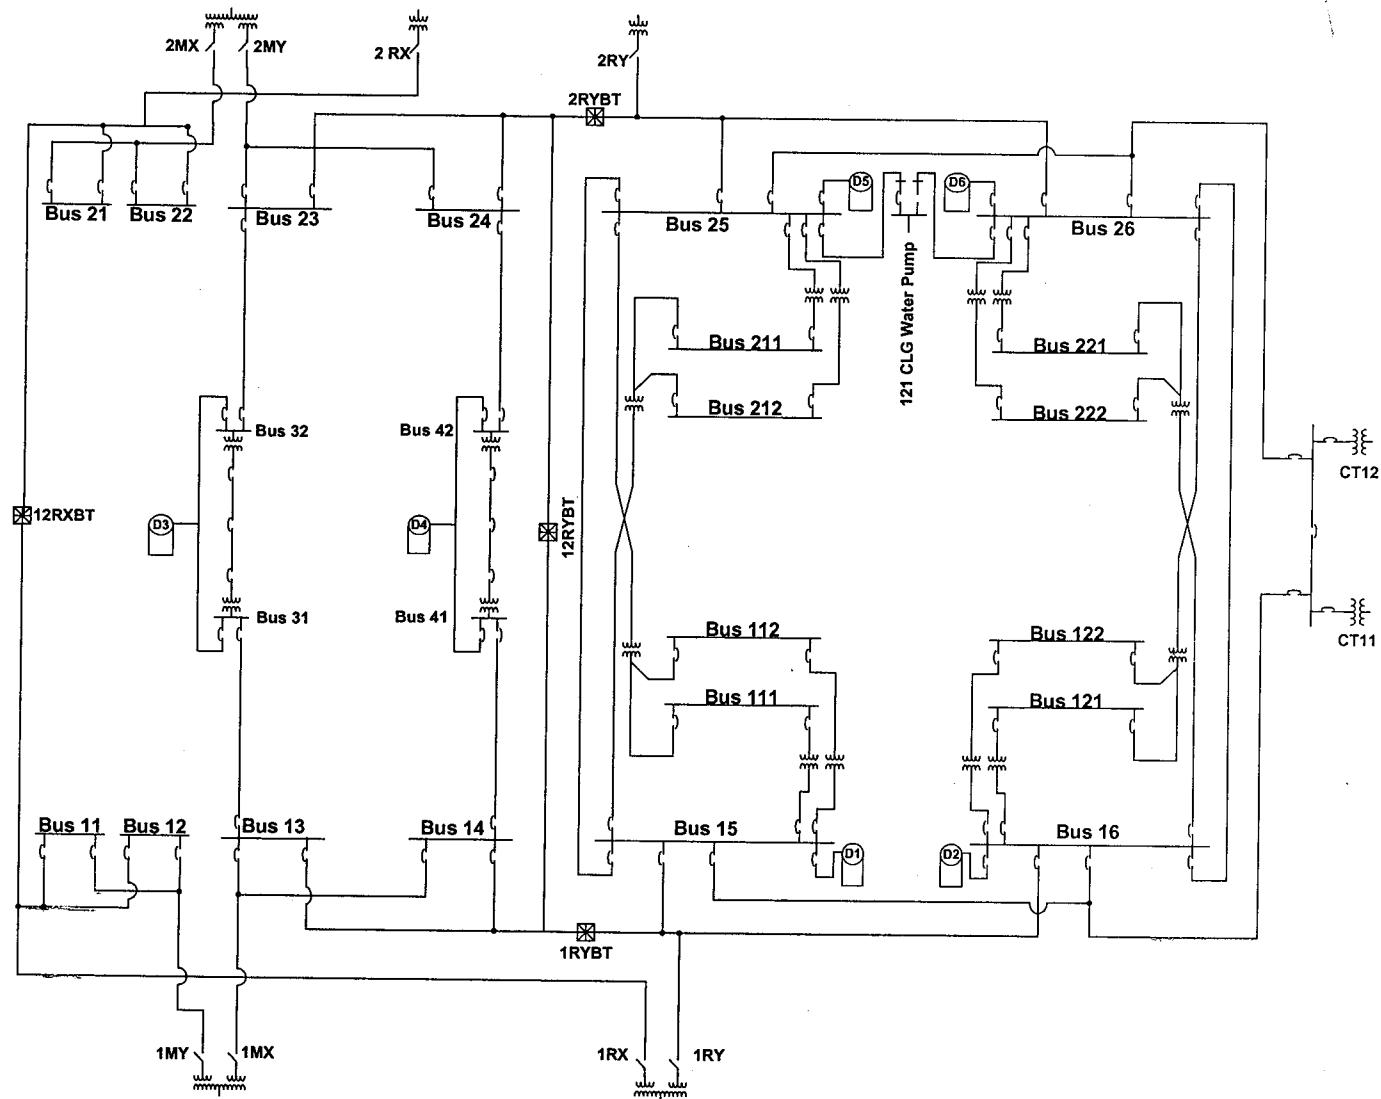 2MX
2MY
2 RX
2RY
2RYBT
D5
D6
Bus 21
Bus 22
Bus 23
Bus 24
Bus 25
Bus 26
121 CLG Water Pump
Bus 211
Bus 221
Bus 212
Bus 222
Bus 32
Bus 42
CT12
12RXBT
D3
D4
12RYBT
Bus 31
Bus 41
Bus 112
Bus 122
CT11
Bus 111
Bus 121
Bus 11
Bus 12
Bus 13
Bus 14
Bus 15
Bus 16
D1
D2
1RYBT
1MY
1MX
1RX
1RY